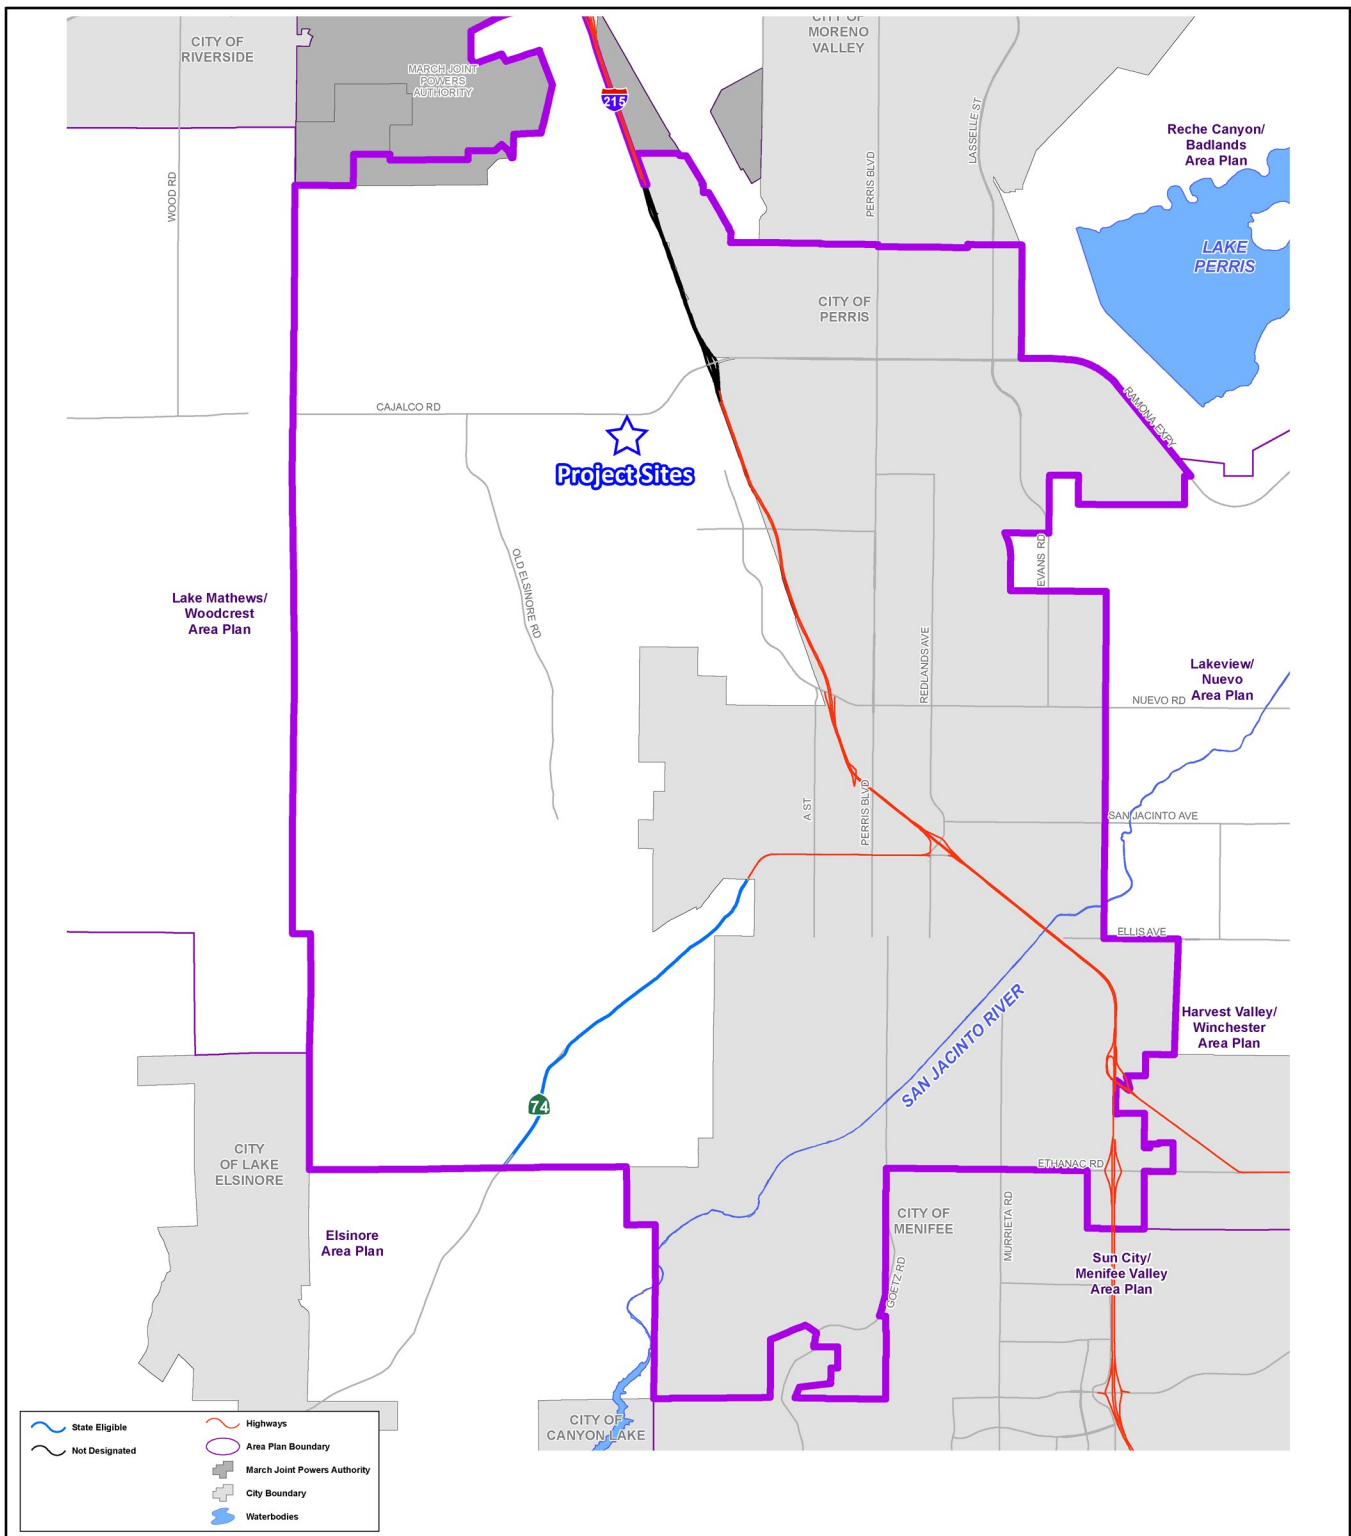 CITY OF
RIVERSIDE
MARCH JOINT
POWERS
AUTHORITY
215
CITY OF
MORENO
VALLEY
LASSELLE ST
PERRIS BLVD
WOOD RD
Reche Canyon/
Badlands
Area Plan
LAKE
PERRIS
CITY OF
PERRIS
CAJALCO RD
RAMONA EXPY
Project Sites
OLD ELSINORE RD
EVANS RD
Lake Mathews/
Woodcrest
Area Plan
REDLANDS AVE
Lakeview/
Nuevo
Area Plan
NUEVO RD
A ST
PERRIS BLVD
SAN JACINTO AVE
ELLIS AVE
SAN JACINTO RIVER
Harvest Valley/
Winchester
Area Plan
74
CITY
OF LAKE
ELSINORE
ETHANAC RD
Elsinore
Area Plan
CITY OF
MENIFEE
MURRIETA RD
GOETZ RD
Sun City/
Menifee Valley
Area Plan
CITY OF
CANYON LAKE
State Eligible
Not Designated
Highways
Area Plan Boundary
March Joint Powers Authority
City Boundary
Waterbodies